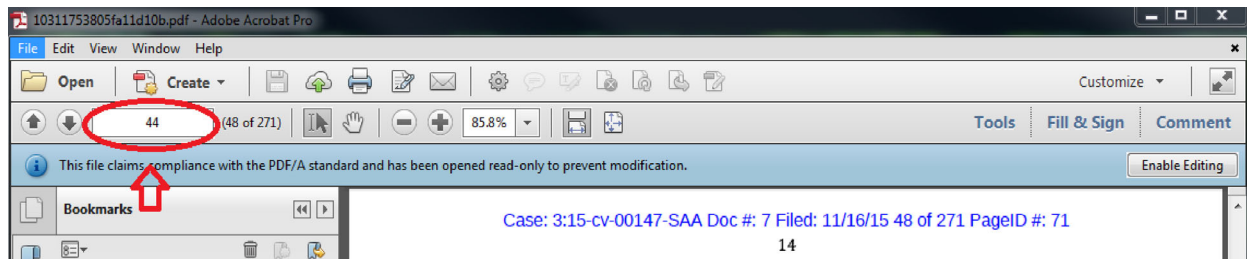 10311753805fa11d10b.pdf - Adobe Acrobat Pro
File Edit View Window Help
Open Create Customize
44 (48 of 271) 85.8% Tools Fill & Sign Comment
This file claims compliance with the PDF/A standard and has been opened read-only to prevent modification. Enable Editing
Bookmarks
Case: 3:15-cv-00147-SAA Doc #: 7 Filed: 11/16/15 48 of 271 PageID #: 71
14